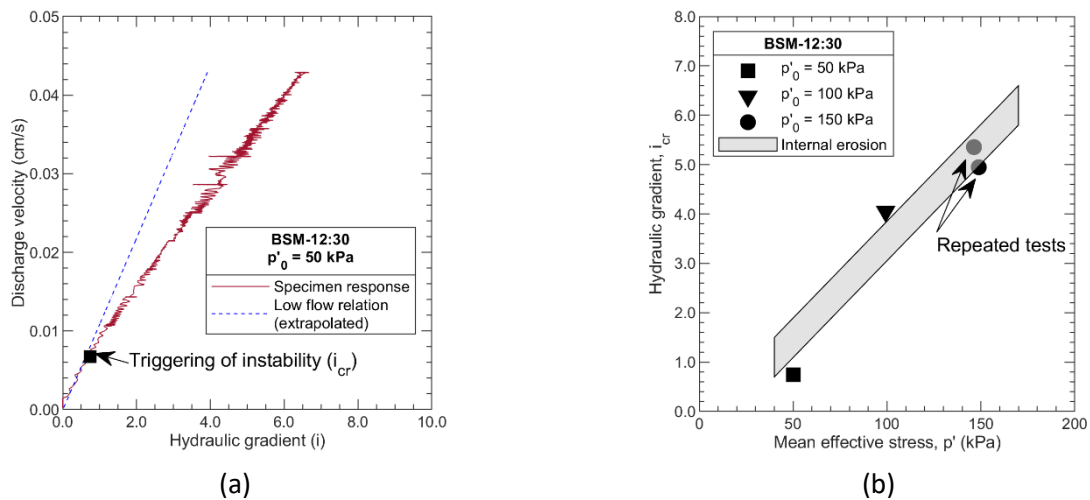 0.05
0.04
0.03
0.02
0.01
0.00
Discharge velocity (cm/s)
BSM-12:30
p'0 = 50 kPa
Specimen response
Low flow relation
(extrapolated)
Triggering of instability (icr)
0.0 2.0 4.0 6.0 8.0 10.0
Hydraulic gradient (i)
(a)
8.0
7.0
6.0
5.0
4.0
3.0
2.0
1.0
0.0
Hydraulic gradient, i_cr
BSM-12:30
p'0 = 50 kPa
p'0 = 100 kPa
p'0 = 150 kPa
Internal erosion
Repeated tests
0 50 100 150 200
Mean effective stress, p' (kPa)
(b)